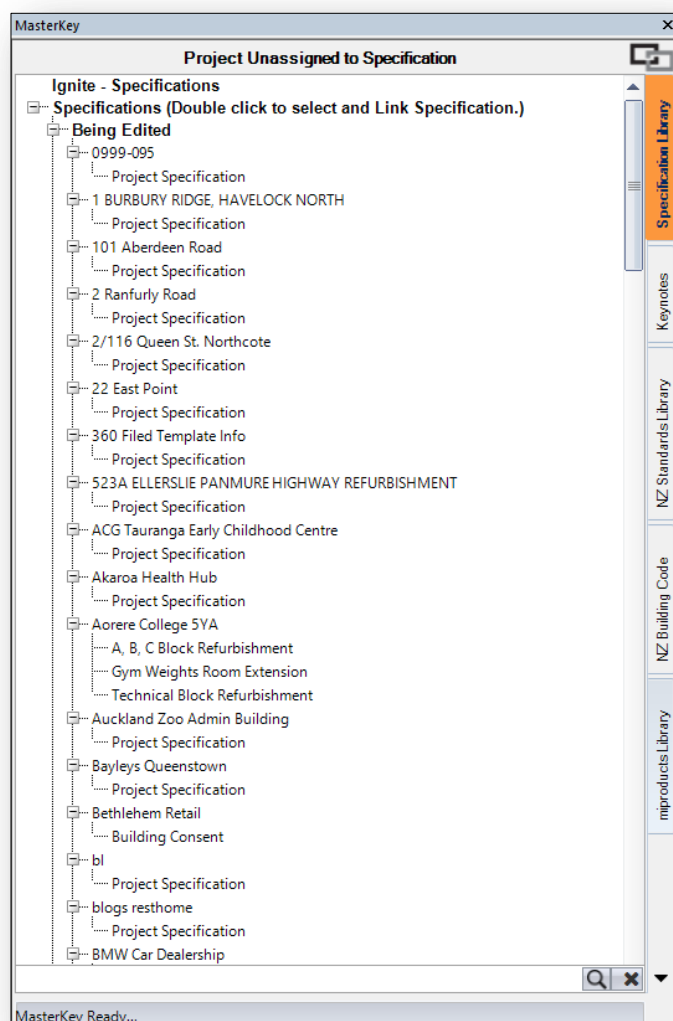 MasterKey
Project Unassigned to Specification
Ignite - Specifications
Specifications (Double click to select and Link Specification.)
Being Edited
0999-095
Project Specification
1 BURBURY RIDGE, HAVELOCK NORTH
Project Specification
101 Aberdeen Road
Project Specification
2 Ranfurly Road
Project Specification
2/116 Queen St. Northcote
Project Specification
22 East Point
Project Specification
360 Filed Template Info
Project Specification
523A ELLERSLIE PANMURE HIGHWAY REFURBISHMENT
Project Specification
ACG Tauranga Early Childhood Centre
Project Specification
Akaroa Health Hub
Project Specification
Aorere College 5YA
A, B, C Block Refurbishment
Gym Weights Room Extension
Technical Block Refurbishment
Auckland Zoo Admin Building
Project Specification
Bayleys Queenstown
Project Specification
Bethlehem Retail
Building Consent
bl
Project Specification
blogs resthome
Project Specification
BMW Car Dealership
Specification Library
Keynotes
NZ Standards Library
NZ Building Code
miproducts Library
MasterKey Ready...